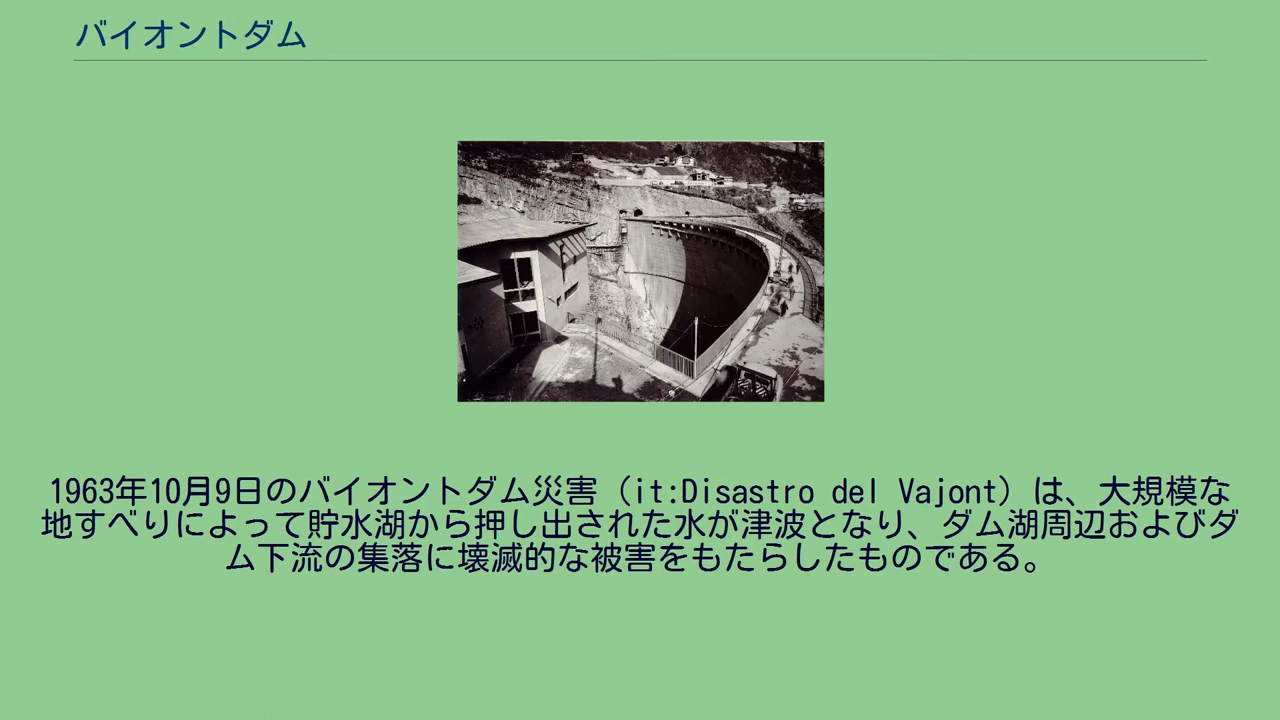 バイオントダム
1963年10月9日のバイオントダム災害（it:Disastro del Vajont）は、大規模な
地すべりによって貯水湖から押し出された水が津波となり、ダム湖周辺およびダ
ム下流の集落に壊滅的な被害をもたらしたものである。